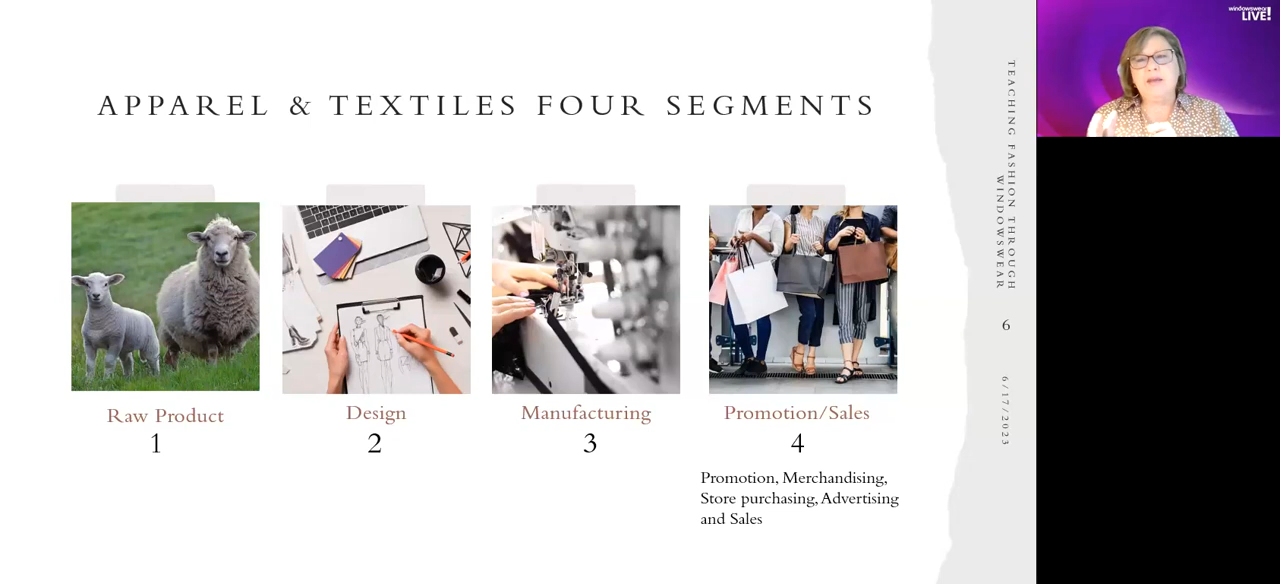 APPAREL & TEXTILES FOUR SEGMENTS
Raw Product
1
Design
2
Manufacturing
3
Promotion/Sales
4
Promotion, Merchandising,
Store purchasing, Advertising
and Sales
TEACHING FASHION THROUGH
WINDOWSWEAR
6
6/17/2023
windowswear
LIVE!